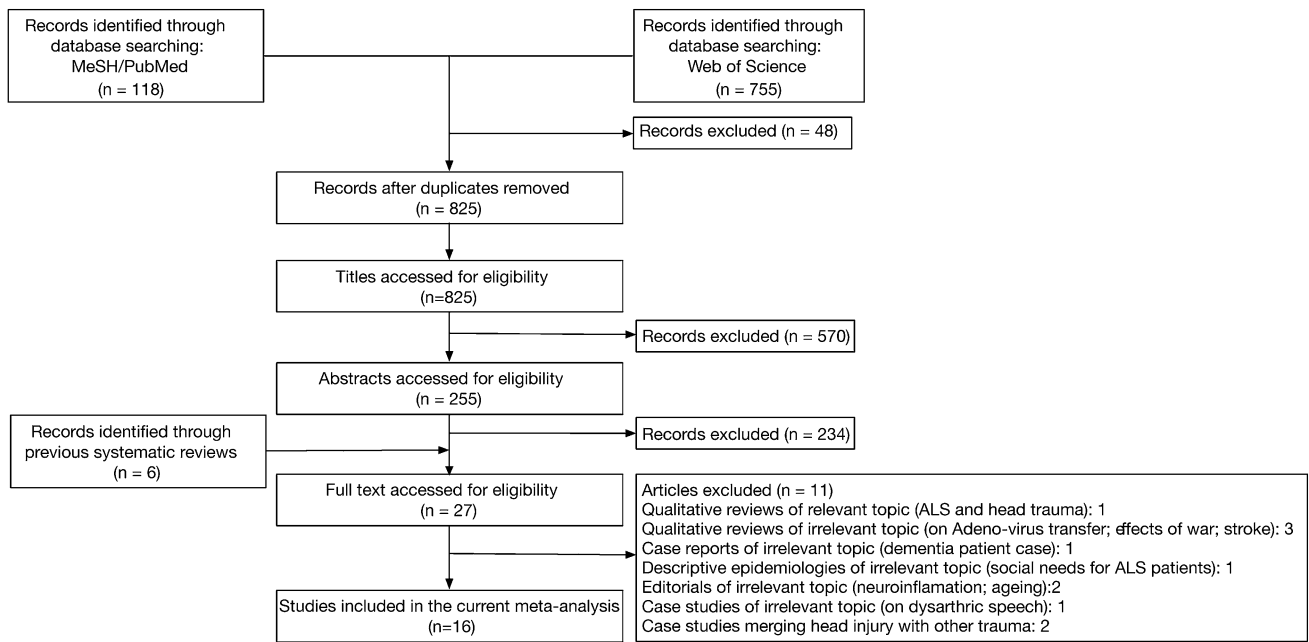 Records identified through
database searching:
MeSH/PubMed
(n = 118)
Records identified through
database searching:
Web of Science
(n = 755)
Records excluded (n = 48)
Records after duplicates removed
(n = 825)
Titles accessed for eligibility
(n=825)
Records excluded (n = 570)
Abstracts accessed for eligibility
(n = 255)
Records excluded (n = 234)
Records identified through
previous systematic reviews
(n = 6)
Full text accessed for eligibility
(n = 27)
Articles excluded (n = 11)
Qualitative reviews of relevant topic (ALS and head trauma): 1
Qualitative reviews of irrelevant topic (on Adeno-virus transfer; effects of war; stroke): 3
Case reports of irrelevant topic (dementia patient case): 1
Descriptive epidemiologies of irrelevant topic (social needs for ALS patients): 1
Editorials of irrelevant topic (neuroinflamation; ageing):2
Case studies of irrelevant topic (on dysarthric speech): 1
Case studies merging head injury with other trauma: 2
Studies included in the current meta-analysis
(n=16)